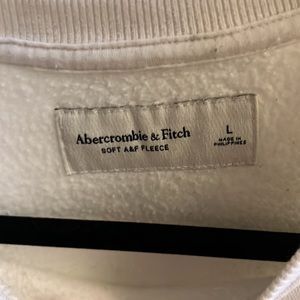 Abercrombie & Fitch
SOFT A&F FLEECE
L
MADE IN
PHILIPPINES